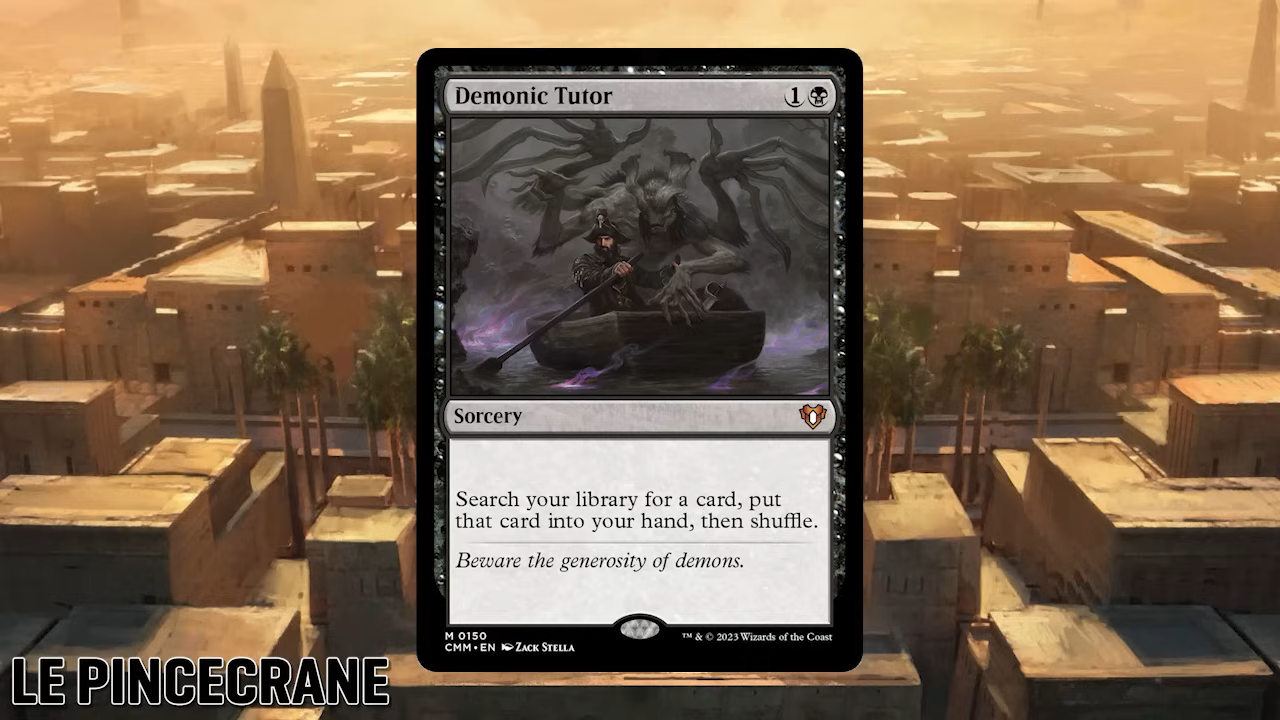 Demonic Tutor 1
Sorcery
Search your library for a card, put
that card into your hand, then shuffle.
Beware the generosity of demons.
M 0150
CMM • EN ZACK STELLA
™ & © 2023 Wizards of the Coast
LE PINCECRANE